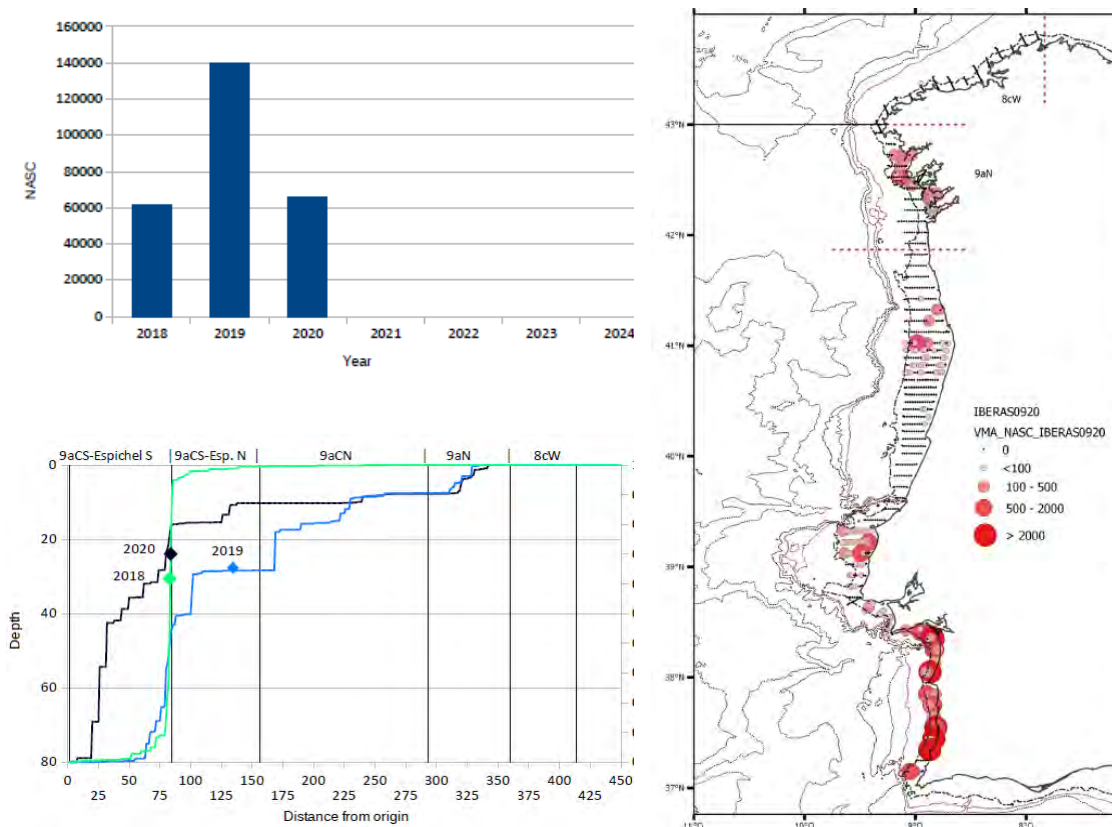 160000
140000
120000
100000
80000
60000
40000
20000
0
NASC
2018 2019 2020 2021 2022 2023 2024
Year
9aCS-Espichel S | 9aCS-Esp. N | 9aCN | 9aN | 8cW
0
20
40
60
80
Depth
2020
2019
2018
0 50 100 150 200 250 300 350 400 450
25 75 125 175 225 275 325 375 425
Distance from origin
8cW
43°N
9aN
42°N
41°N
40°N
39°N
38°N
37°N
IBERAS0920
VMA_NASC_IBERAS0920
0
<100
100 - 500
500 - 2000
> 2000